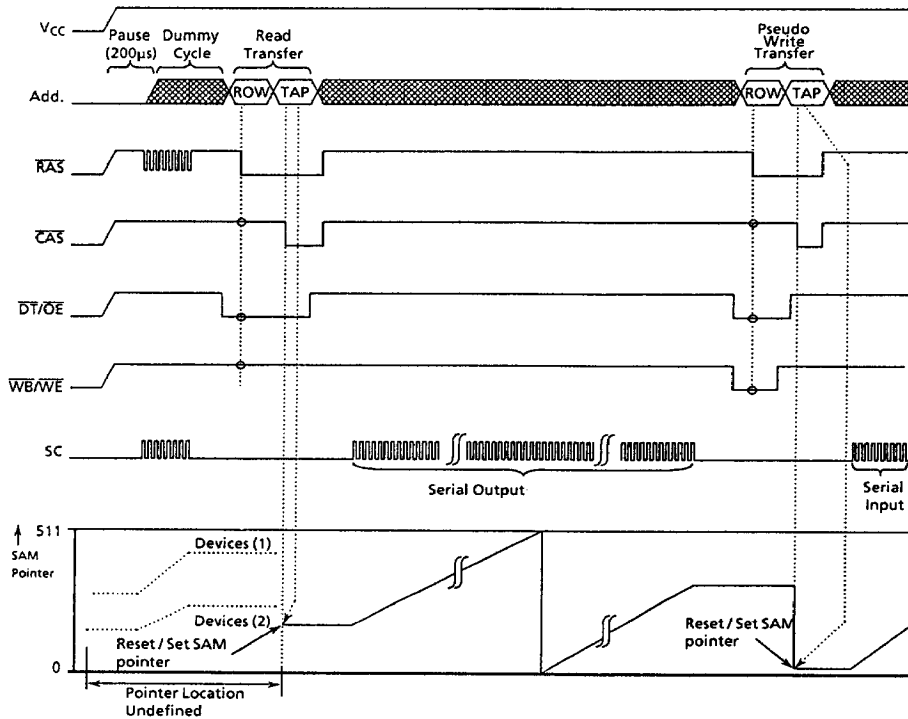 VCC
Pause
(200μs)
Dummy
Cycle
Read
Transfer
Pseudo
Write
Transfer
Add.
ROW
TAP
ROW
TAP
RAS
CAS
DT/OE
WB/WE
SC
Serial Output
Serial
Input
511
SAM
Pointer
Devices (1)
Devices (2)
Reset / Set SAM
pointer
Reset / Set SAM
pointer
0
Pointer Location
Undefined